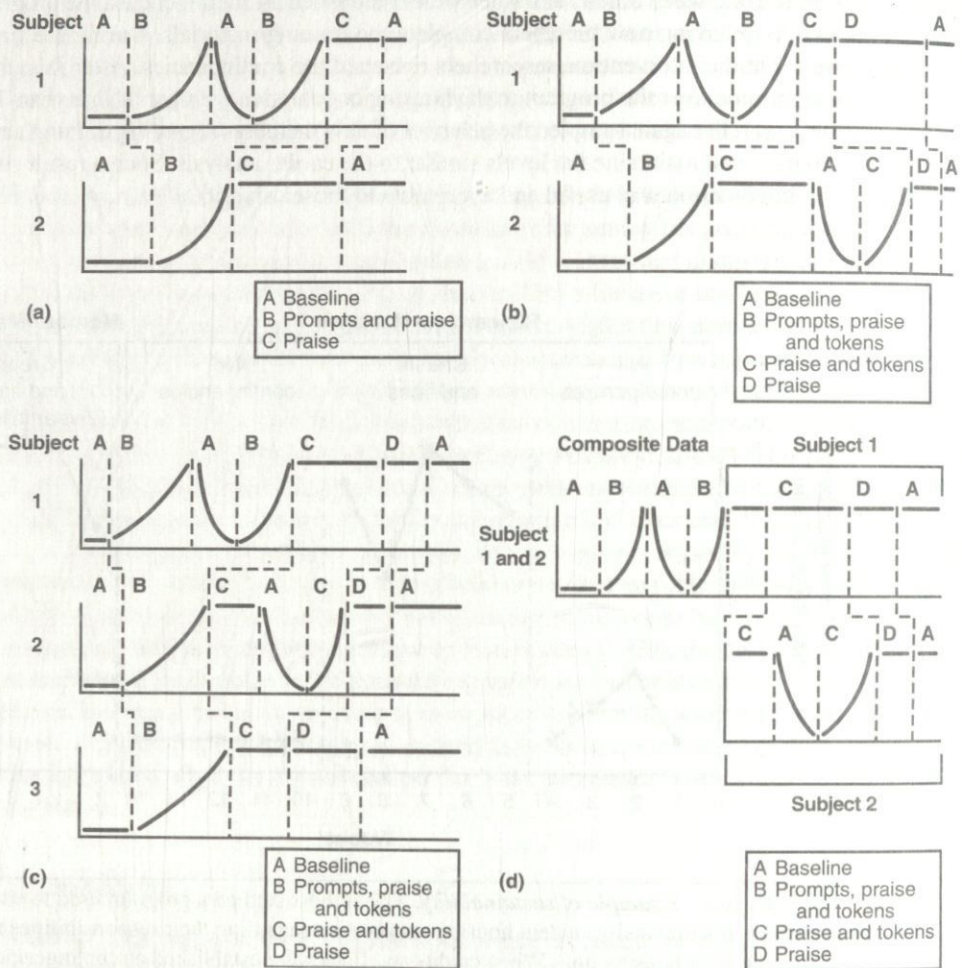 Subject A B A B C A
1
A B C A
2
(a)
A Baseline
B Prompts and praise
C Praise
Subject A B A B C D A
1
B C A C D A
2
(b)
A Baseline
B Prompts, praise
and tokens
C Praise and tokens
D Praise
Subject A B A B C D A
1
A B C A C D A
2
A B C D A
3
(c)
A Baseline
B Prompts, praise
and tokens
C Praise and tokens
D Praise
Composite Data Subject 1
A B A B C D A
Subject
1 and 2
C A C D A
Subject 2
(d)
A Baseline
B Prompts, praise
and tokens
C Praise and tokens
D Praise